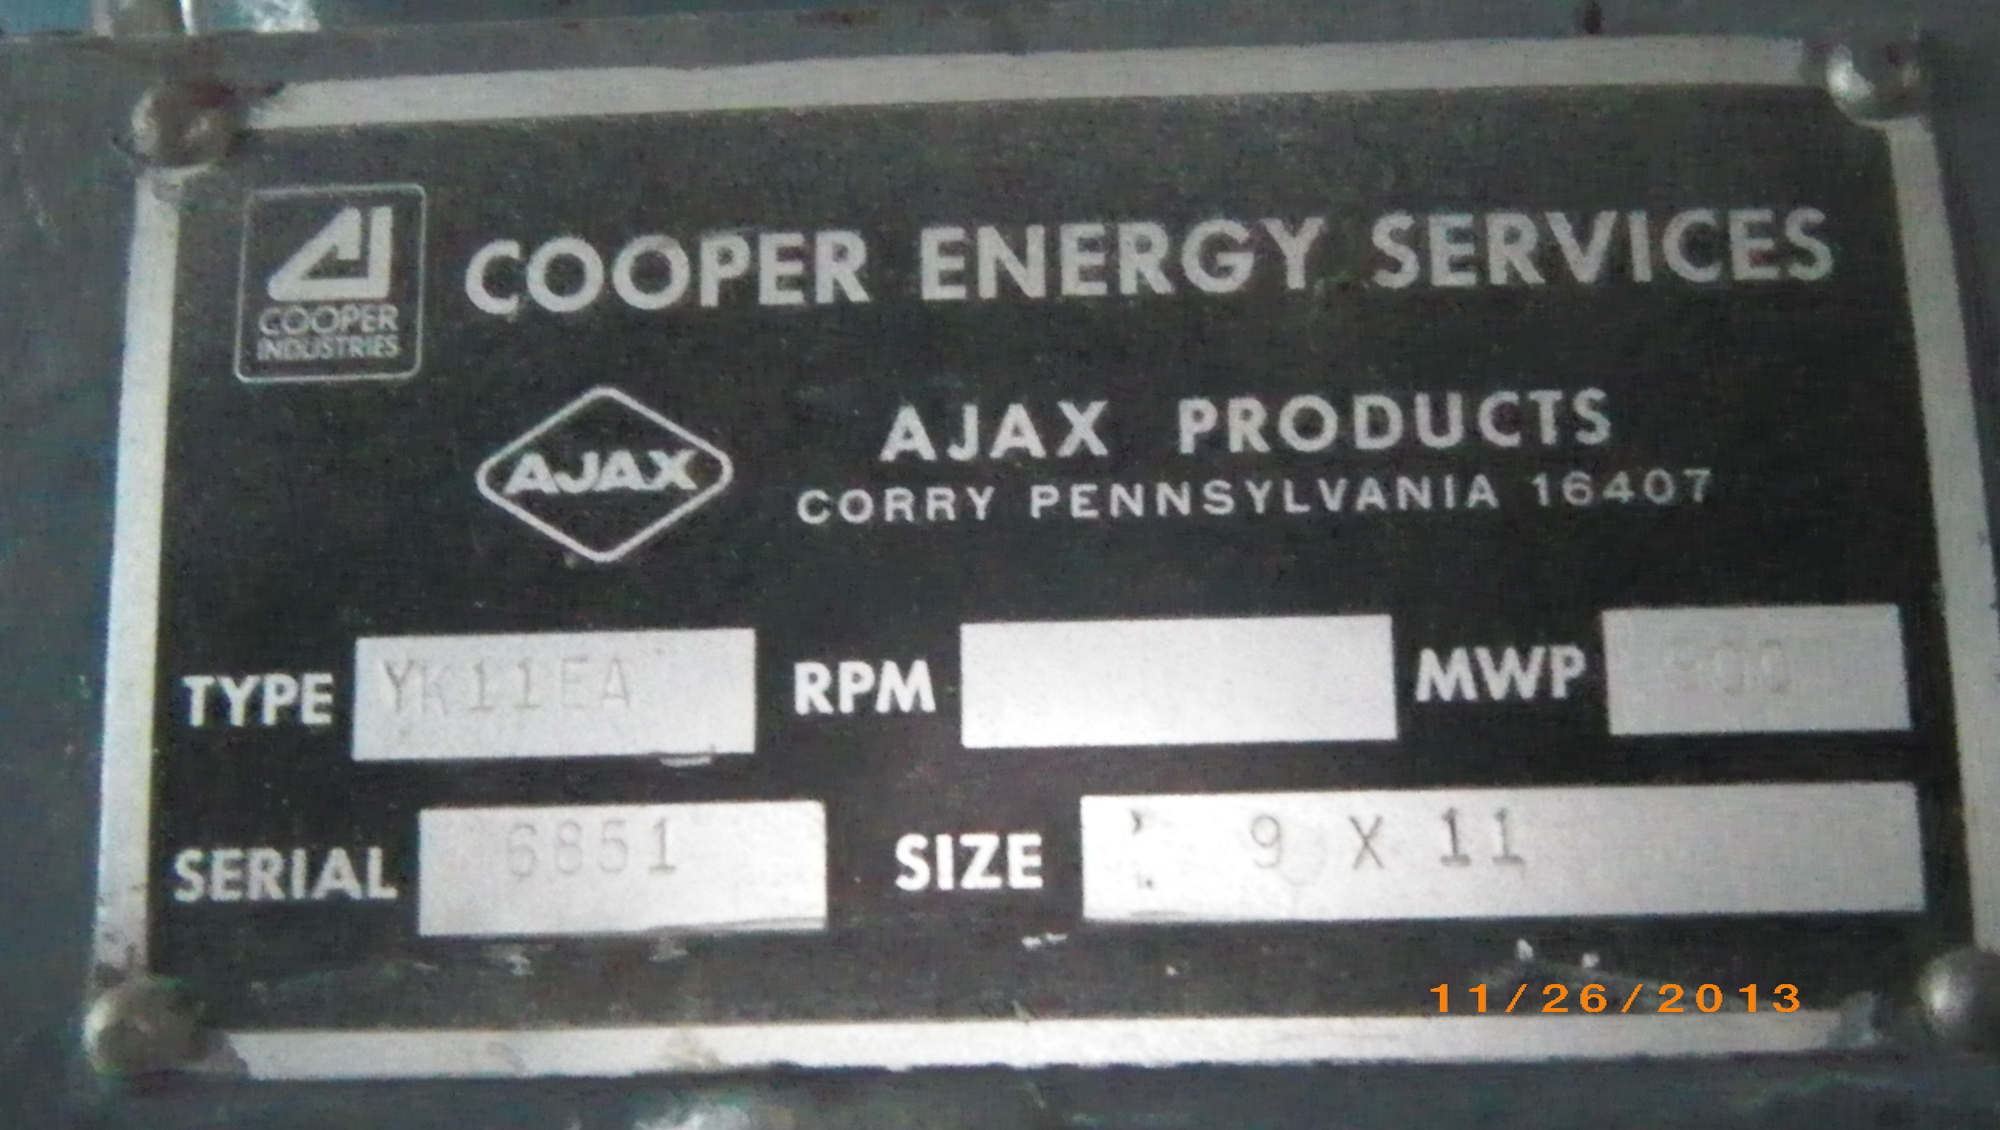 COOPER ENERGY SERVICES
COOPER
INDUSTRIES
AJAX
AJAX PRODUCTS
CORRY PENNSYLVANIA 16407
TYPE YK11EA RPM MWP
SERIAL 6851 SIZE 9 X 11
11/26/2013